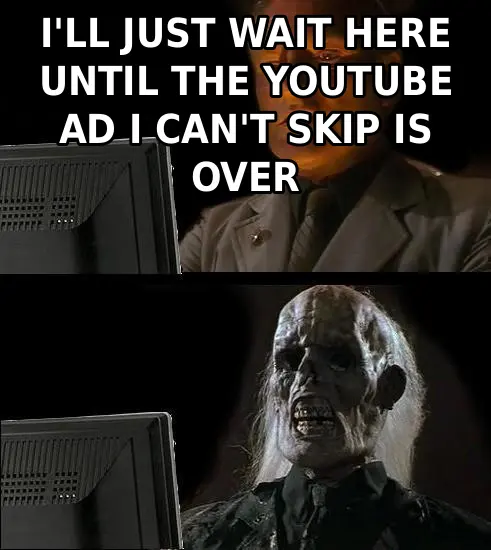 I'LL JUST WAIT HERE
UNTIL THE YOUTUBE
AD I CAN'T SKIP IS
OVER